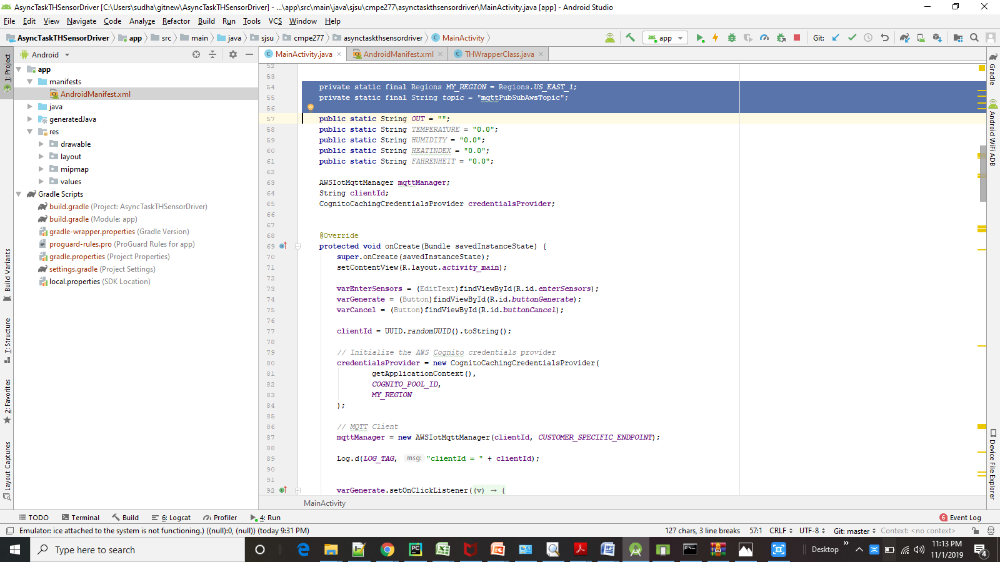 AsyncTaskTHSensorDriver [C:\Users\sudha\gitnew\AsyncTaskTHSensorDriver] - ...\app\src\main\java\sjsu\cmpe277\asynctaskthsensordriver\MainActivity.java [app] - Android Studio
File Edit View Navigate Code Analyze Refactor Build Run Tools VCS Window Help
AsyncTaskTHSensorDriver app src main java sjsu cmpe277 asynctaskthsensordriver MainActivity app Git:
Android
MainActivity.java AndroidManifest.xml THWrapperClass.java
1: Project
Build Variants
7: Structure
2: Favorites
Layout Captures
app
manifests
AndroidManifest.xml
java
generatedJava
res
drawable
layout
mipmap
values
Gradle Scripts
build.gradle (Project: AsyncTaskTHSensorDriver)
build.gradle (Module: app)
gradle-wrapper.properties (Gradle Version)
proguard-rules.pro (ProGuard Rules for app)
gradle.properties (Project Properties)
settings.gradle (Project Settings)
local.properties (SDK Location)
52
53
54 private static final Regions MY_REGION = Regions.US_EAST_1;
55 private static final String topic = "mqttPubSubAwsTopic";
56
57 public static String OUT = "";
58 public static String TEMPERATURE = "0.0";
59 public static String HUMIDITY = "0.0";
60 public static String HEATINDEX = "0.0";
61 public static String FAHRENHEIT = "0.0";
62
63 AWSIotMqttManager mqttManager;
64 String clientId;
65 CognitoCachingCredentialsProvider credentialsProvider;
66
67
68 @Override
69 protected void onCreate(Bundle savedInstanceState) {
70 super.onCreate(savedInstanceState);
71 setContentView(R.layout.activity_main);
72
73 varEnterSensors = (EditText)findViewById(R.id.enterSensors);
74 varGenerate = (Button)findViewById(R.id.buttonGenerate);
75 varCancel = (Button)findViewById(R.id.buttonCancel);
76
77 clientId = UUID.randomUUID().toString();
78
79 // Initialize the AWS Cognito credentials provider
80 credentialsProvider = new CognitoCachingCredentialsProvider(
81 getApplicationContext(),
82 COGNITO_POOL_ID,
83 MY_REGION
84 );
85
86 // MQTT Client
87 mqttManager = new AWSIotMqttManager(clientId, CUSTOMER_SPECIFIC_ENDPOINT);
88
89 Log.d(LOG_TAG, msg: "clientId = " + clientId);
90
91
92 varGenerate.setOnClickListener((v) → {
MainActivity
Gradle
Android WiFi ADB
Device File Explorer
TODO Terminal Build 6: Logcat Profiler 4: Run 6 Event Log
Emulator: ice attached to the system is not functioning.) ((null):0, (null)) (today 9:31 PM) 127 chars, 3 line breaks 57:1 CRLF UTF-8 Git: master Context: <no context>
Type here to search Desktop 11:13 PM
11/1/2019
4